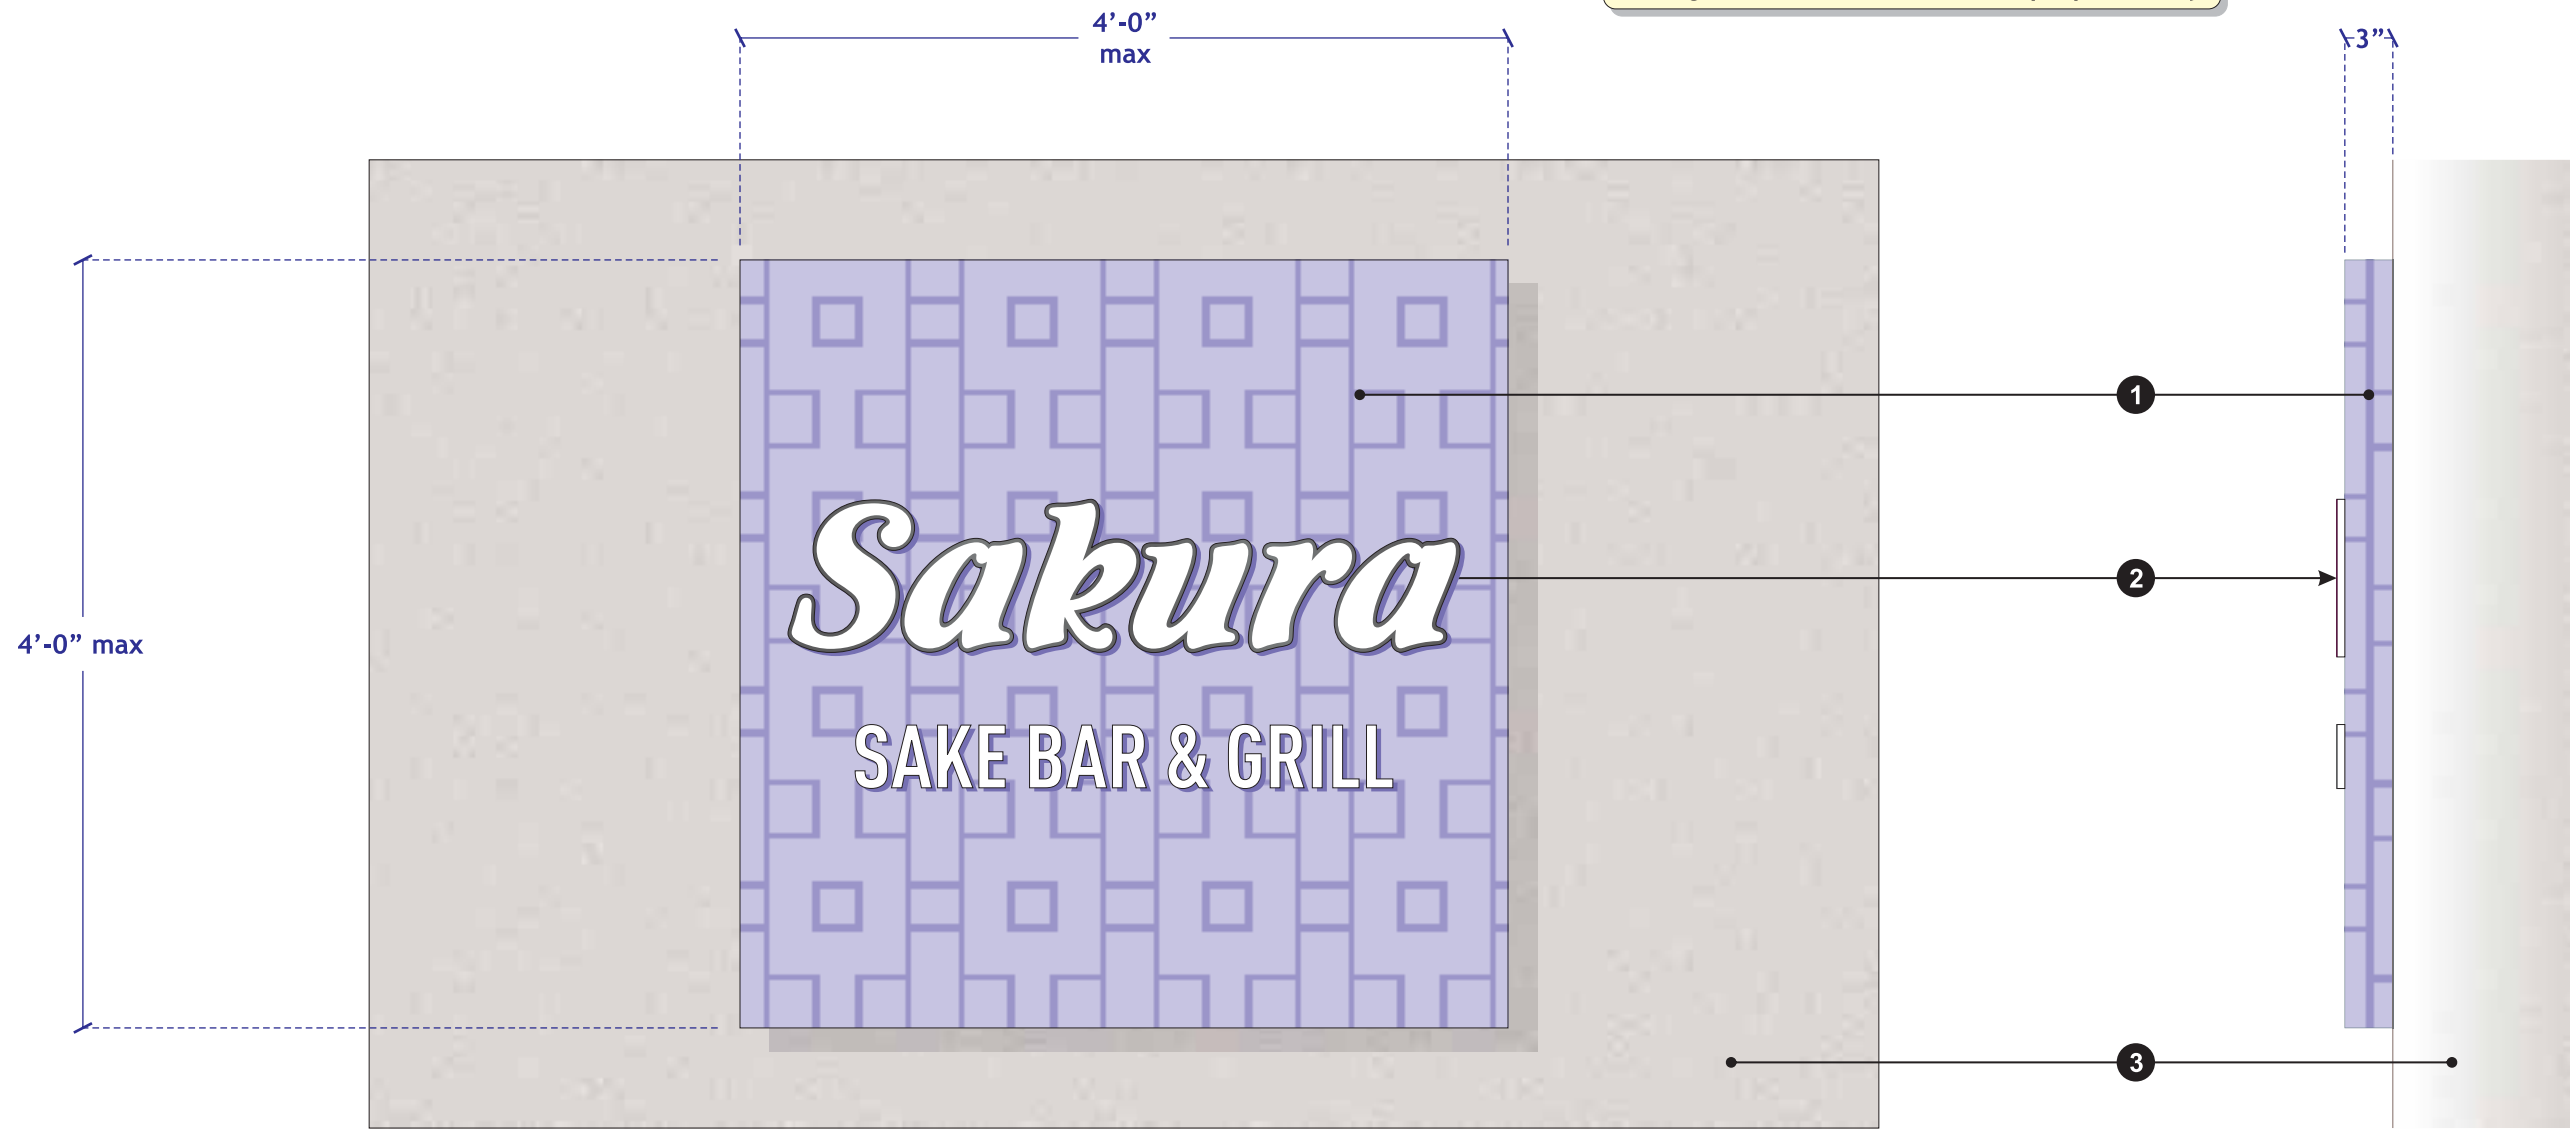 4’-0”
max
3”
1
Sakura
2
4’-0” max
SAKE BAR & GRILL
3